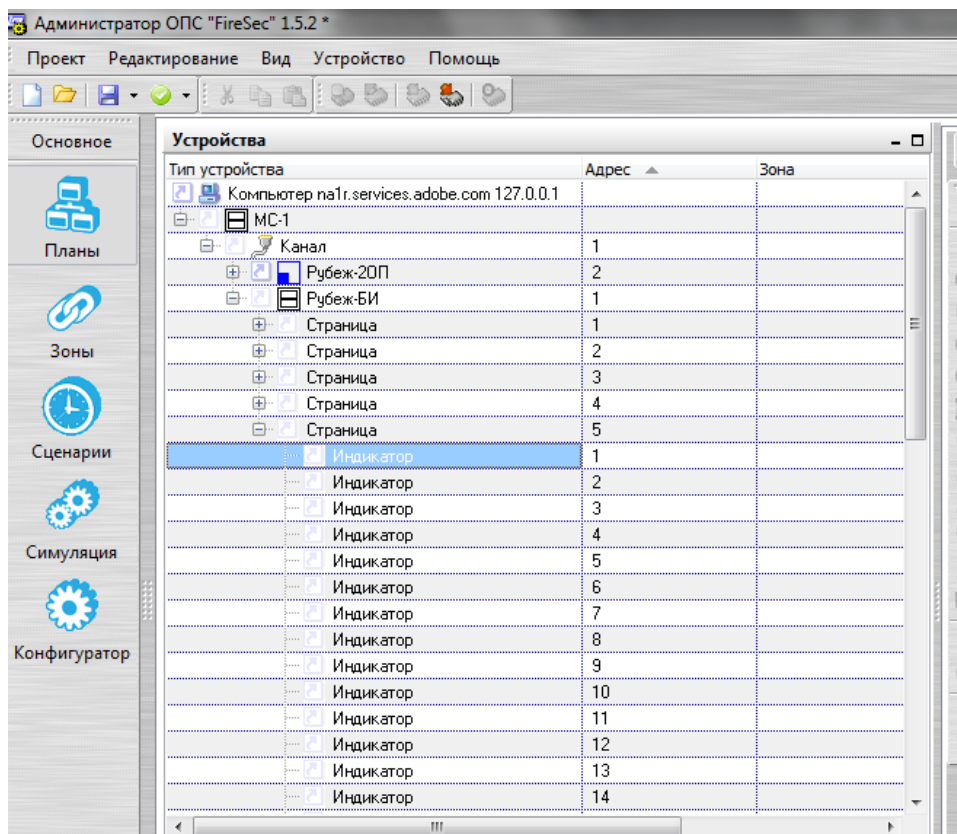 Администратор ОПС "FireSec" 1.5.2 *
Проект Редактирование Вид Устройство Помощь
Основное
Планы
Зоны
Сценарии
Симуляция
Конфигуратор
Устройства
Тип устройства Адрес Зона
Компьютер na1r.services.adobe.com 127.0.0.1
МС-1
Канал 1
Рубеж-2ОП 2
Рубеж-БИ 1
Страница 1
Страница 2
Страница 3
Страница 4
Страница 5
Индикатор 1
Индикатор 2
Индикатор 3
Индикатор 4
Индикатор 5
Индикатор 6
Индикатор 7
Индикатор 8
Индикатор 9
Индикатор 10
Индикатор 11
Индикатор 12
Индикатор 13
Индикатор 14